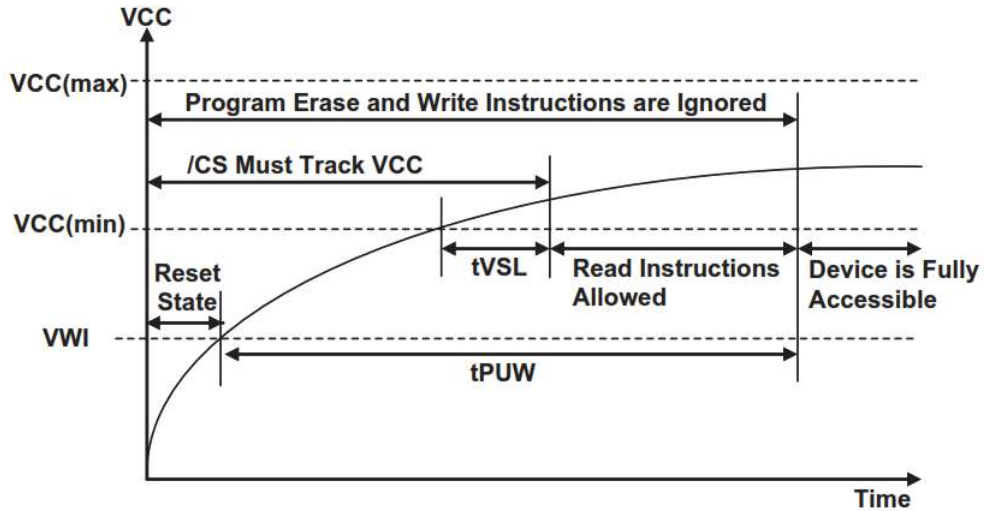 VCC
VCC(max)
Program Erase and Write Instructions are Ignored
/CS Must Track VCC
VCC(min)
Reset
State
tVSL
Read Instructions
Allowed
Device is Fully
Accessible
VWI
tPUW
Time